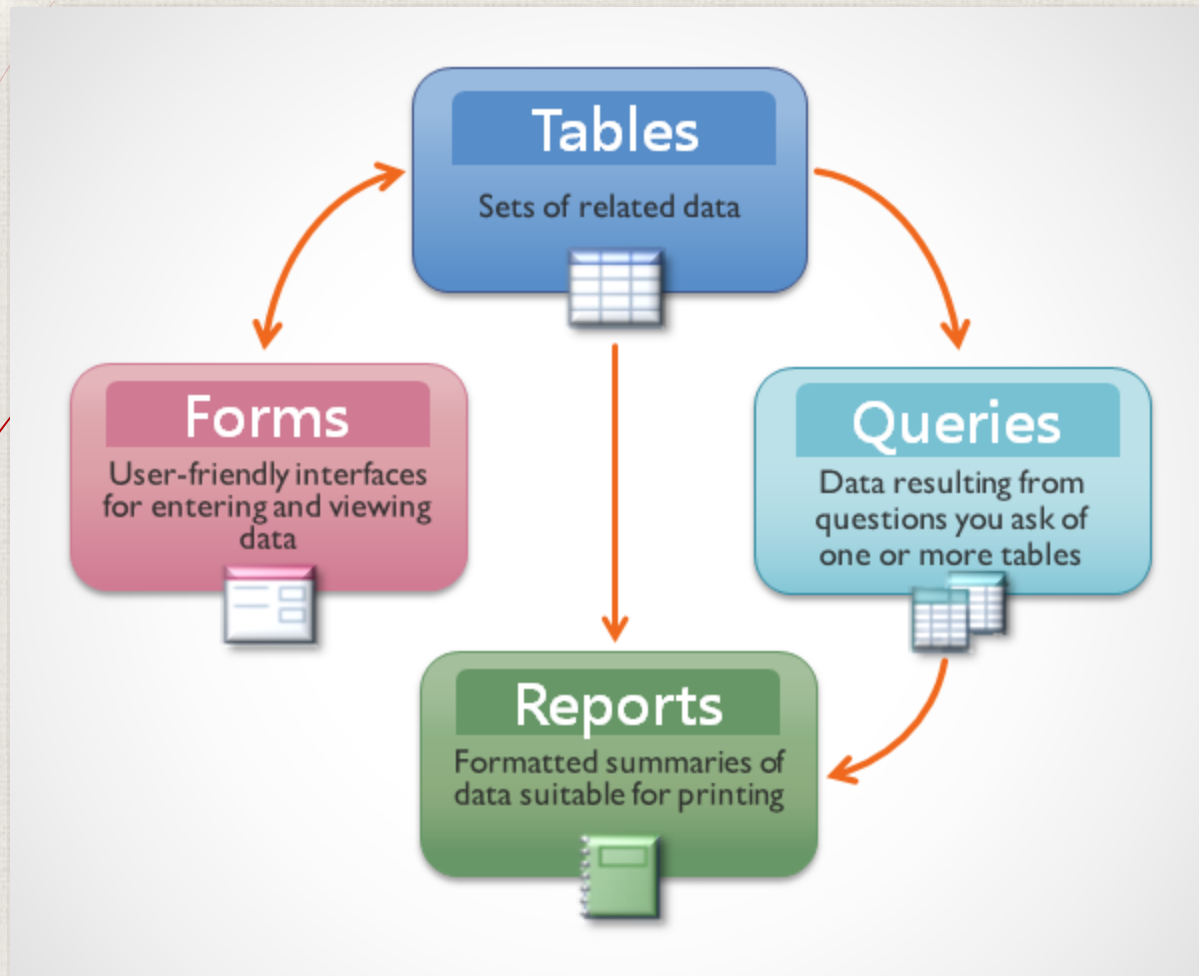 Tables
Sets of related data
Forms
User-friendly interfaces
for entering and viewing
data
Queries
Data resulting from
questions you ask of
one or more tables
Reports
Formatted summaries of
data suitable for printing